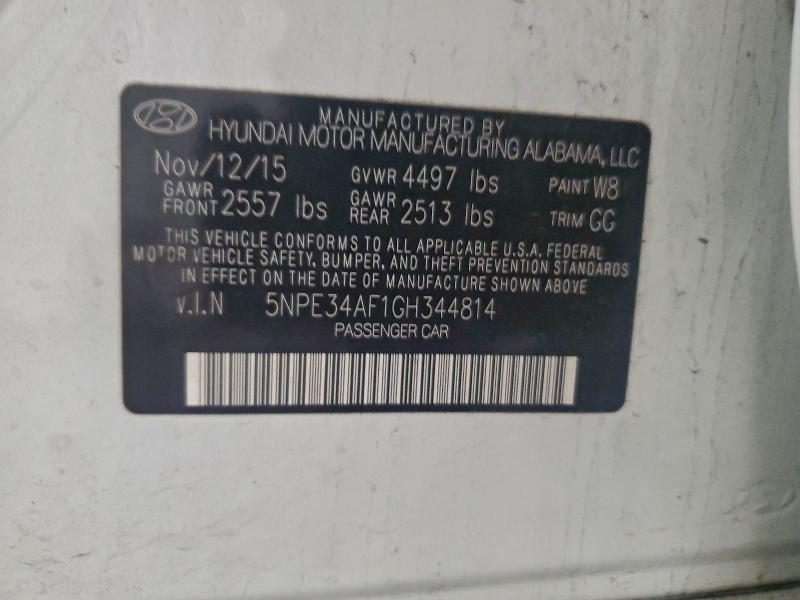 MANUFACTURED BY
HYUNDAI MOTOR MANUFACTURING ALABAMA, LLC
Nov/12/15 GVWR 4497 lbs PAINT W8
GAWR FRONT 2557 lbs GAWR REAR 2513 lbs TRIM GG
THIS VEHICLE CONFORMS TO ALL APPLICABLE U.S.A. FEDERAL
MOTOR VEHICLE SAFETY, BUMPER, AND THEFT PREVENTION STANDARDS
IN EFFECT ON THE DATE OF MANUFACTURE SHOWN ABOVE.
V.I.N 5NPE34AF1GH344814
PASSENGER CAR